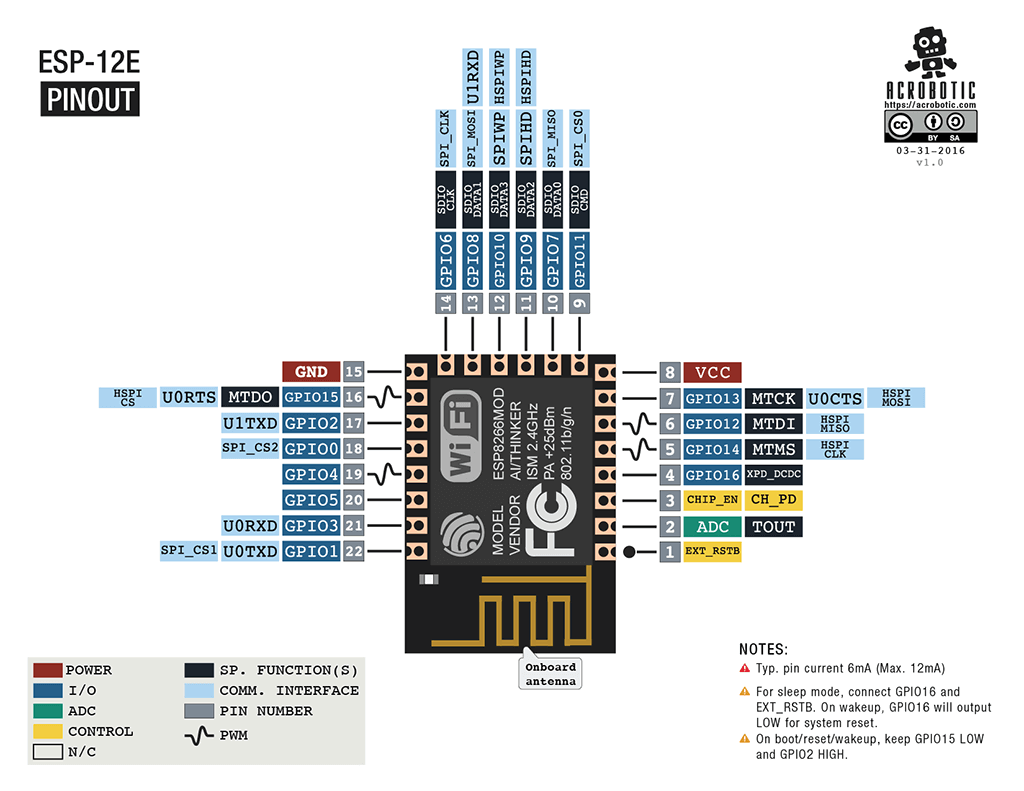 ESP-12E
PINOUT
ACROBOTIC
https://acrobotic.com
CC
BY SA
03-31-2016
v1.0
14 GPIO6 SDIO CLK SPI_CLK
13 GPIO8 SDIO DATA1 SPI_MOSI U1RXD
12 GPIO10 SDIO DATA3 SPIWP HSPIWP
11 GPIO9 SDIO DATA2 SPIHD HSPIHD
10 GPIO7 SDIO DATA0 SPI_MISO
9 GPIO11 SDIO CMD SPI_CS0
GND 15
HSPI CS U0RTS MTDO GPIO15 16
U1TXD GPIO2 17
SPI_CS2 GPIO0 18
GPIO4 19
GPIO5 20
U0RXD GPIO3 21
SPI_CS1 U0TXD GPIO1 22
WiFi
FC
MODEL ESP8266MOD
VENDOR AI/THINKER
ISM 2.4GHz
PA +25dBm
802.11b/g/n
8 VCC
7 GPIO13 MTCK U0CTS HSPI MOSI
6 GPIO12 MTDI HSPI MISO
5 GPIO14 MTMS HSPI CLK
4 GPIO16 XPD_DCDC
3 CHIP_EN CH_PD
2 ADC TOUT
1 EXT_RSTB
Onboard
antenna
POWER
I/O
ADC
CONTROL
N/C
SP. FUNCTION(S)
COMM. INTERFACE
PIN NUMBER
PWM
NOTES:
Typ. pin current 6mA (Max. 12mA)
For sleep mode, connect GPIO16 and
EXT_RSTB. On wakeup, GPIO16 will output
LOW for system reset.
On boot/reset/wakeup, keep GPIO15 LOW
and GPIO2 HIGH.